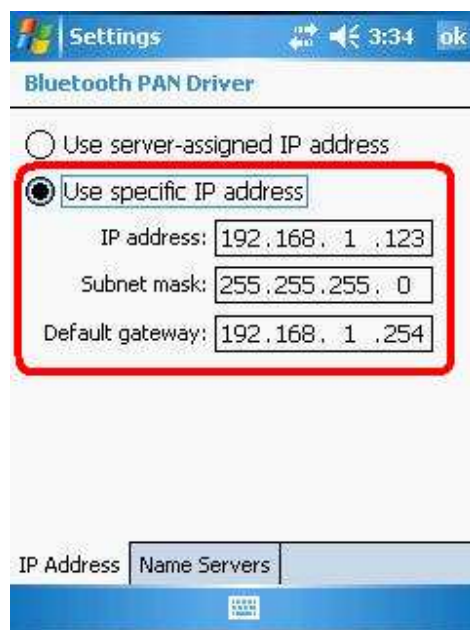 Settings 3:34 ok
Bluetooth PAN Driver
Use server-assigned IP address
Use specific IP address
IP address: 192.168. 1 .123
Subnet mask: 255.255.255. 0
Default gateway: 192.168. 1 .254
IP Address Name Servers